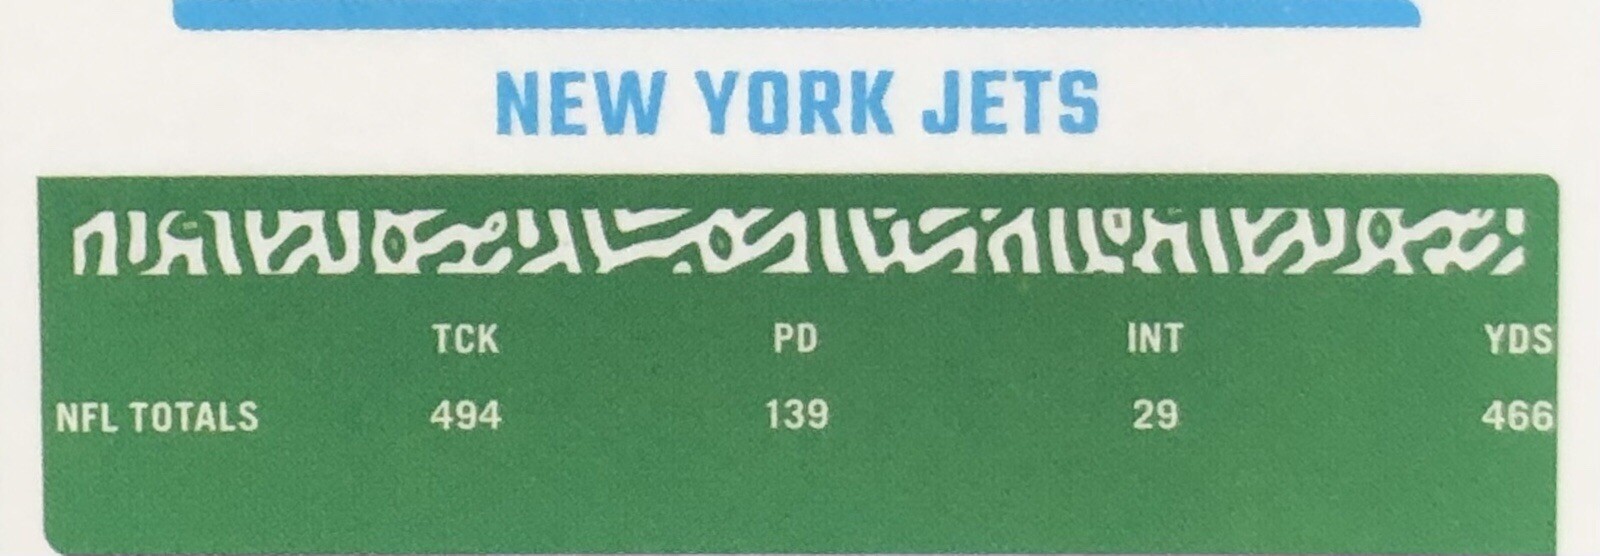 NEW YORK JETS
TCK PD INT YDS
NFL TOTALS 494 139 29 466